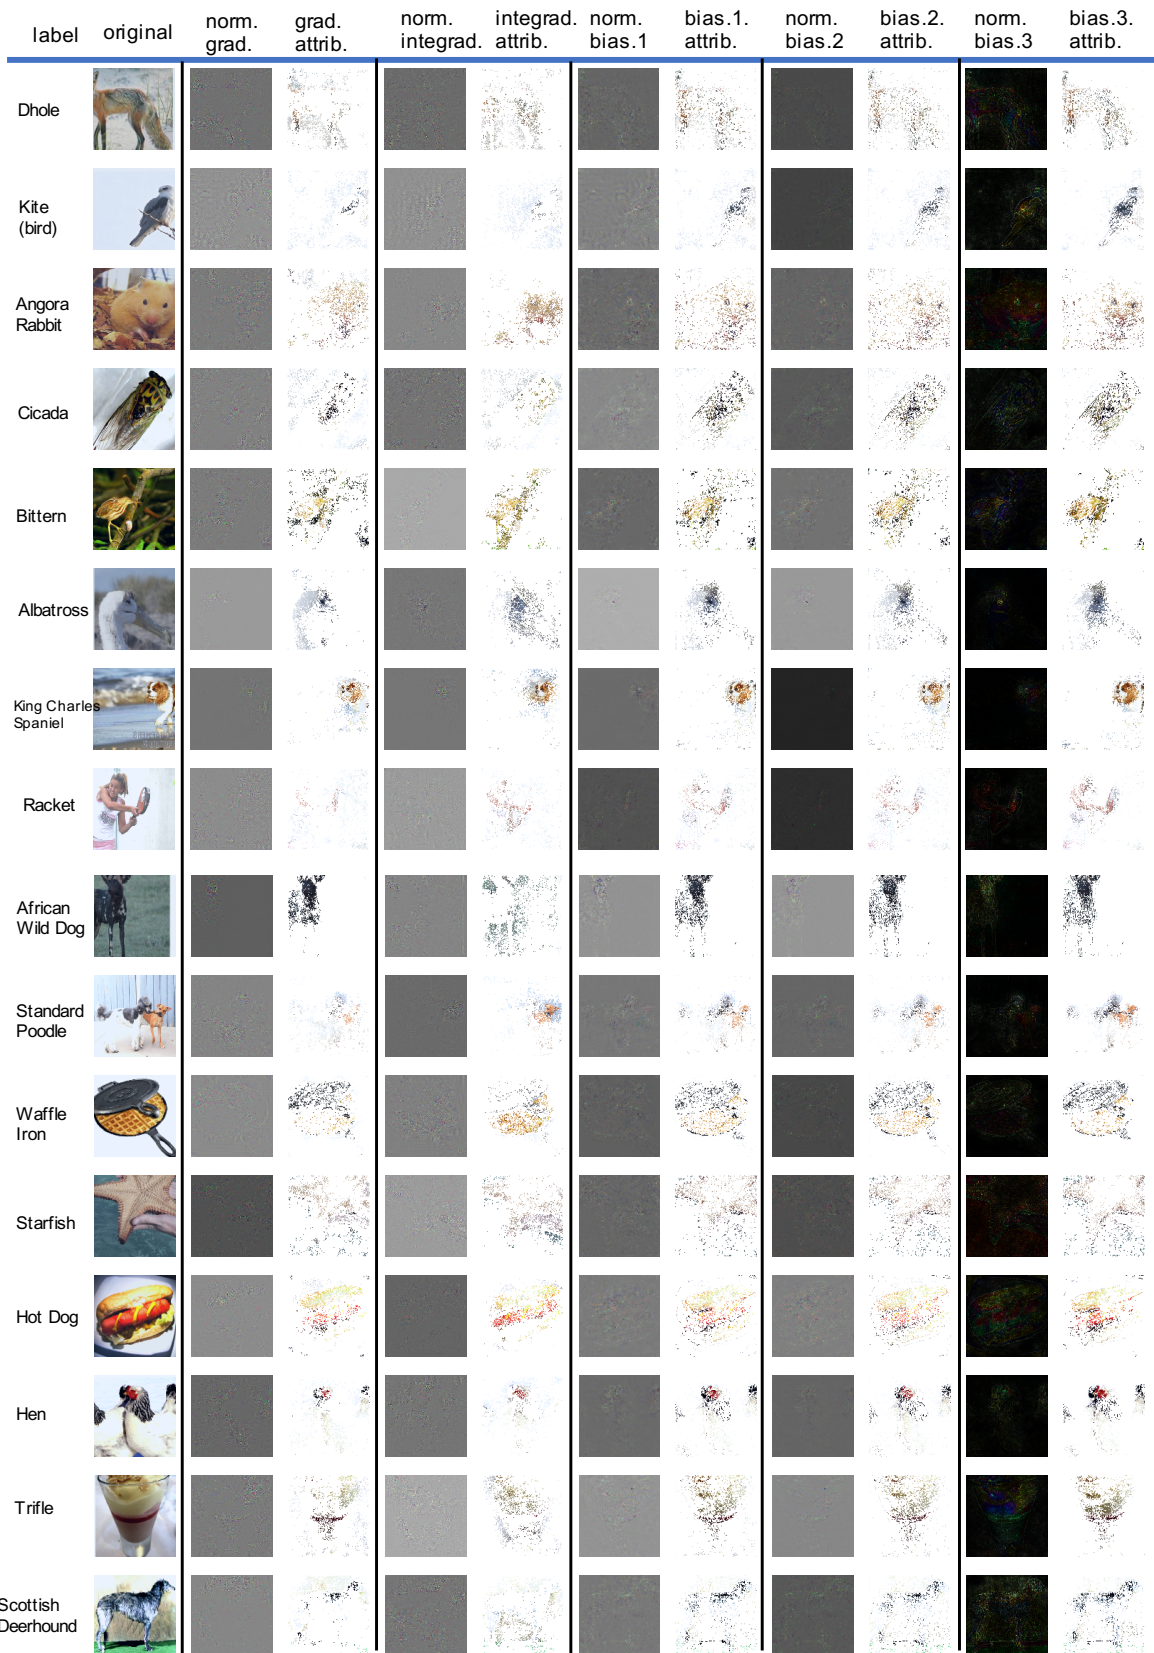 label original norm. grad. norm. integrad. norm. bias.1. norm. bias.2. norm. bias.3.
grad. attrib. integrad. attrib. bias.1 attrib. bias.2 attrib. bias.3 attrib.
Dhole
Kite
(bird)
Angora
Rabbit
Cicada
Bittern
Albatross
King Charles
Spaniel
Racket
African
Wild Dog
Standard
Poodle
Waffle
Iron
Starfish
Hot Dog
Hen
Trifle
Scottish
Deerhound